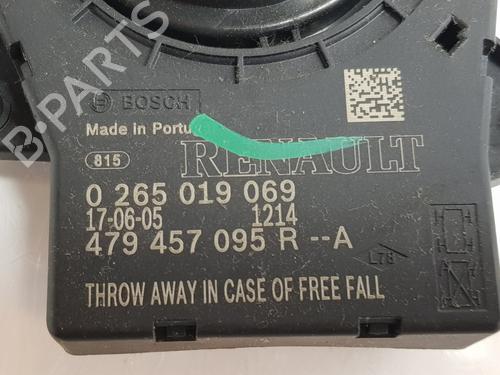 B-PARTS
BOSCH
Made in Portu
815
RENAULT
0 265 019 069
17-06-05 1214
479 457 095 R --A
L78
THROW AWAY IN CASE OF FREE FALL